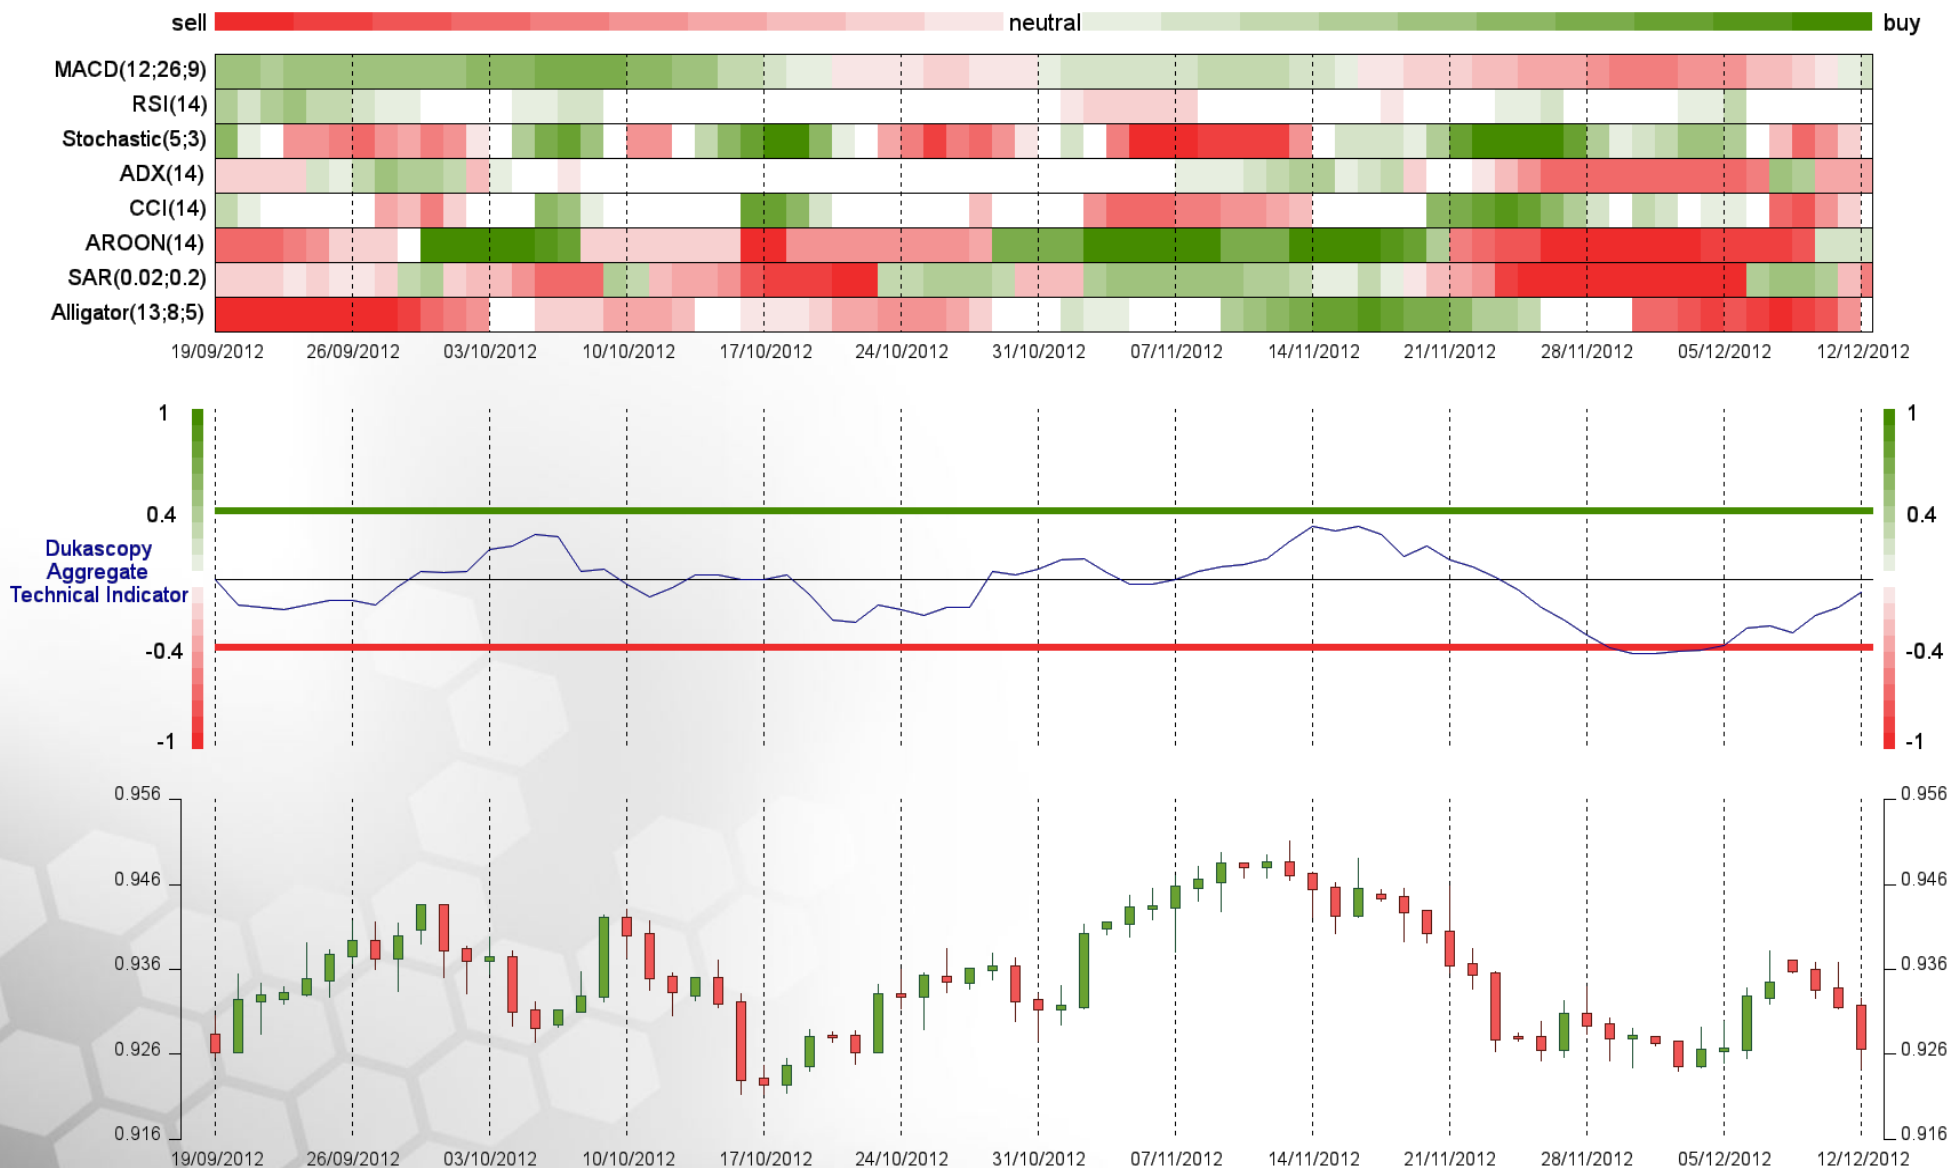 sell neutral buy
MACD(12;26;9)
RSI(14)
Stochastic(5;3)
ADX(14)
CCI(14)
AROON(14)
SAR(0.02;0.2)
Alligator(13;8;5)
19/09/2012 26/09/2012 03/10/2012 10/10/2012 17/10/2012 24/10/2012 31/10/2012 07/11/2012 14/11/2012 21/11/2012 28/11/2012 05/12/2012 12/12/2012
1 1
0.4 0.4
Dukascopy
Aggregate
Technical Indicator
-0.4 -0.4
-1 -1
0.956 0.956
0.946 0.946
0.936 0.936
0.926 0.926
0.916 0.916
19/09/2012 26/09/2012 03/10/2012 10/10/2012 17/10/2012 24/10/2012 31/10/2012 07/11/2012 14/11/2012 21/11/2012 28/11/2012 05/12/2012 12/12/2012